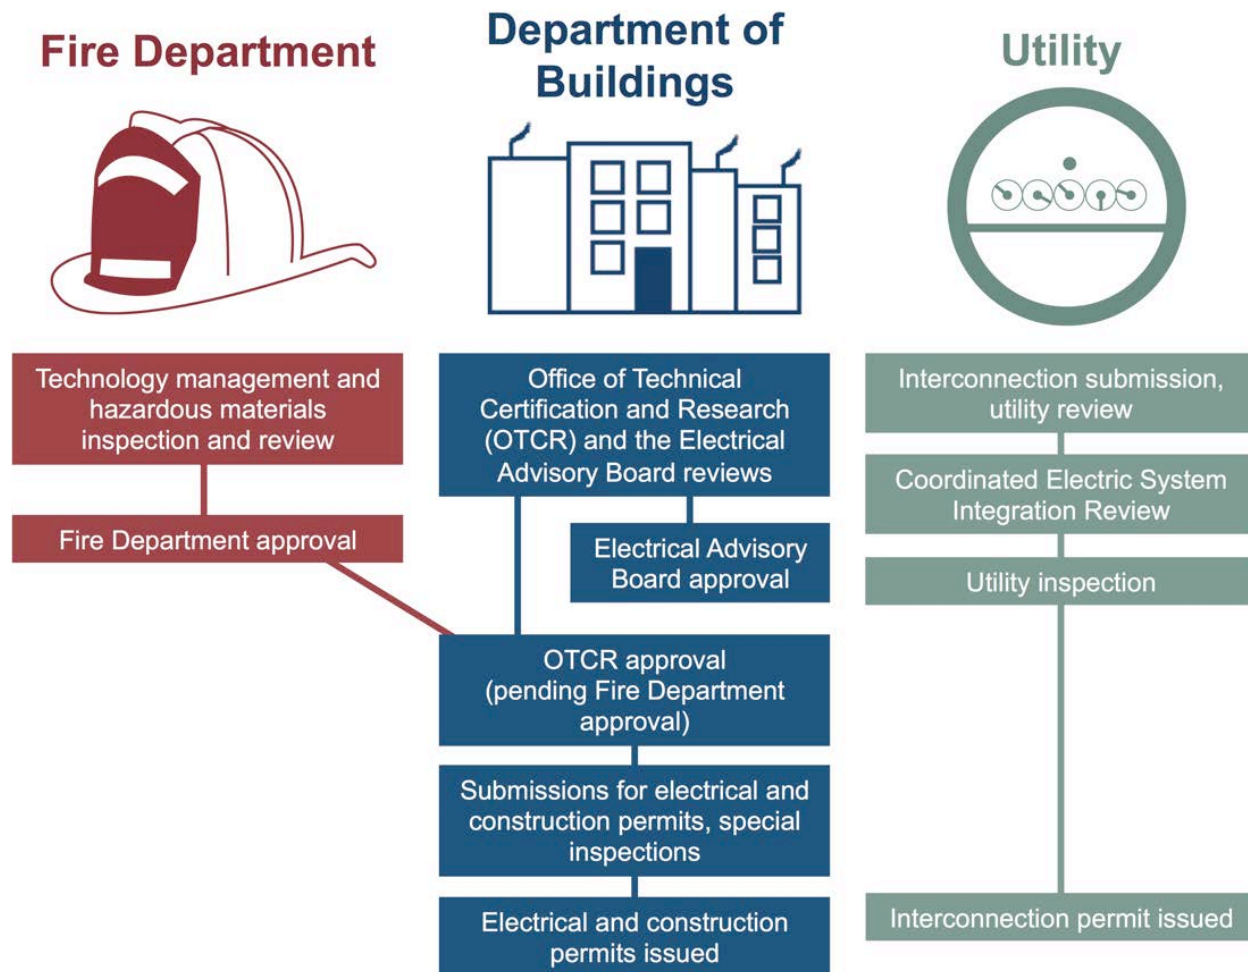 Fire Department
Technology management and
hazardous materials
inspection and review
Fire Department approval
Department of
Buildings
Office of Technical
Certification and Research
(OTCR) and the Electrical
Advisory Board reviews
Electrical Advisory
Board approval
OTCR approval
(pending Fire Department
approval)
Submissions for electrical and
construction permits, special
inspections
Electrical and construction
permits issued
Utility
Interconnection submission,
utility review
Coordinated Electric System
Integration Review
Utility inspection
Interconnection permit issued